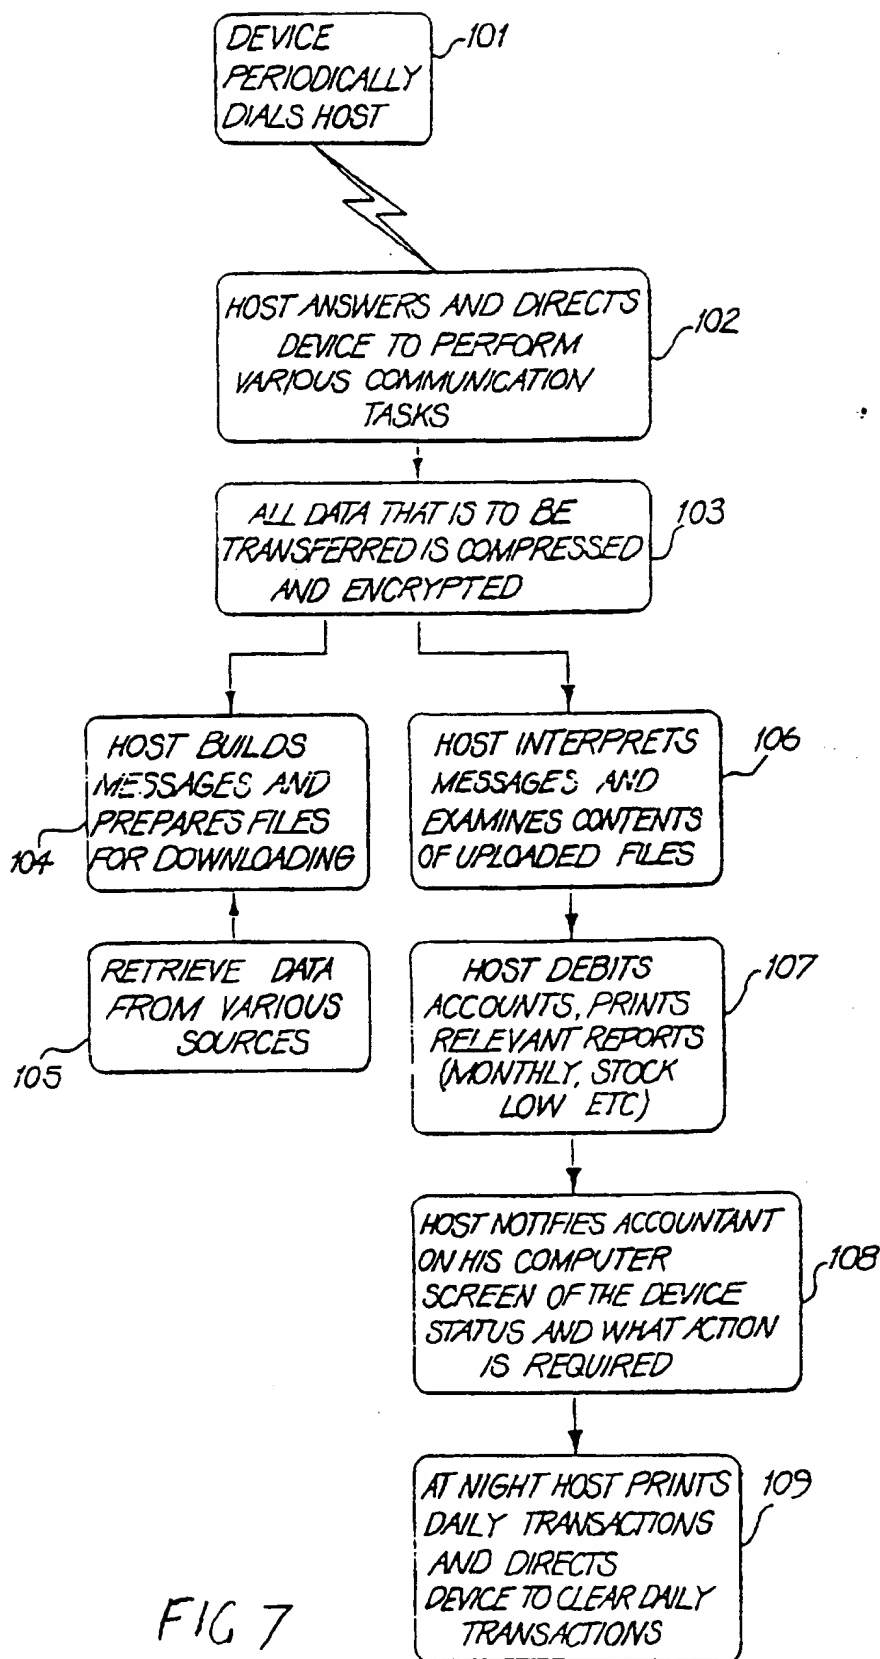 DEVICE
PERIODICALLY
DIALS HOST
101
HOST ANSWERS AND DIRECTS
DEVICE TO PERFORM
VARIOUS COMMUNICATION
TASKS
102
ALL DATA THAT IS TO BE
TRANSFERRED IS COMPRESSED
AND ENCRYPTED
103
HOST BUILDS
MESSAGES AND
PREPARES FILES
FOR DOWNLOADING
104
RETRIEVE DATA
FROM VARIOUS
SOURCES
105
HOST INTERPRETS
MESSAGES AND
EXAMINES CONTENTS
OF UPLOADED FILES
106
HOST DEBITS
ACCOUNTS, PRINTS
RELEVANT REPORTS
(MONTHLY, STOCK
LOW ETC)
107
HOST NOTIFIES ACCOUNTANT
ON HIS COMPUTER
SCREEN OF THE DEVICE
STATUS AND WHAT ACTION
IS REQUIRED
108
AT NIGHT HOST PRINTS
DAILY TRANSACTIONS
AND DIRECTS
DEVICE TO CLEAR DAILY
TRANSACTIONS
109
FIG 7